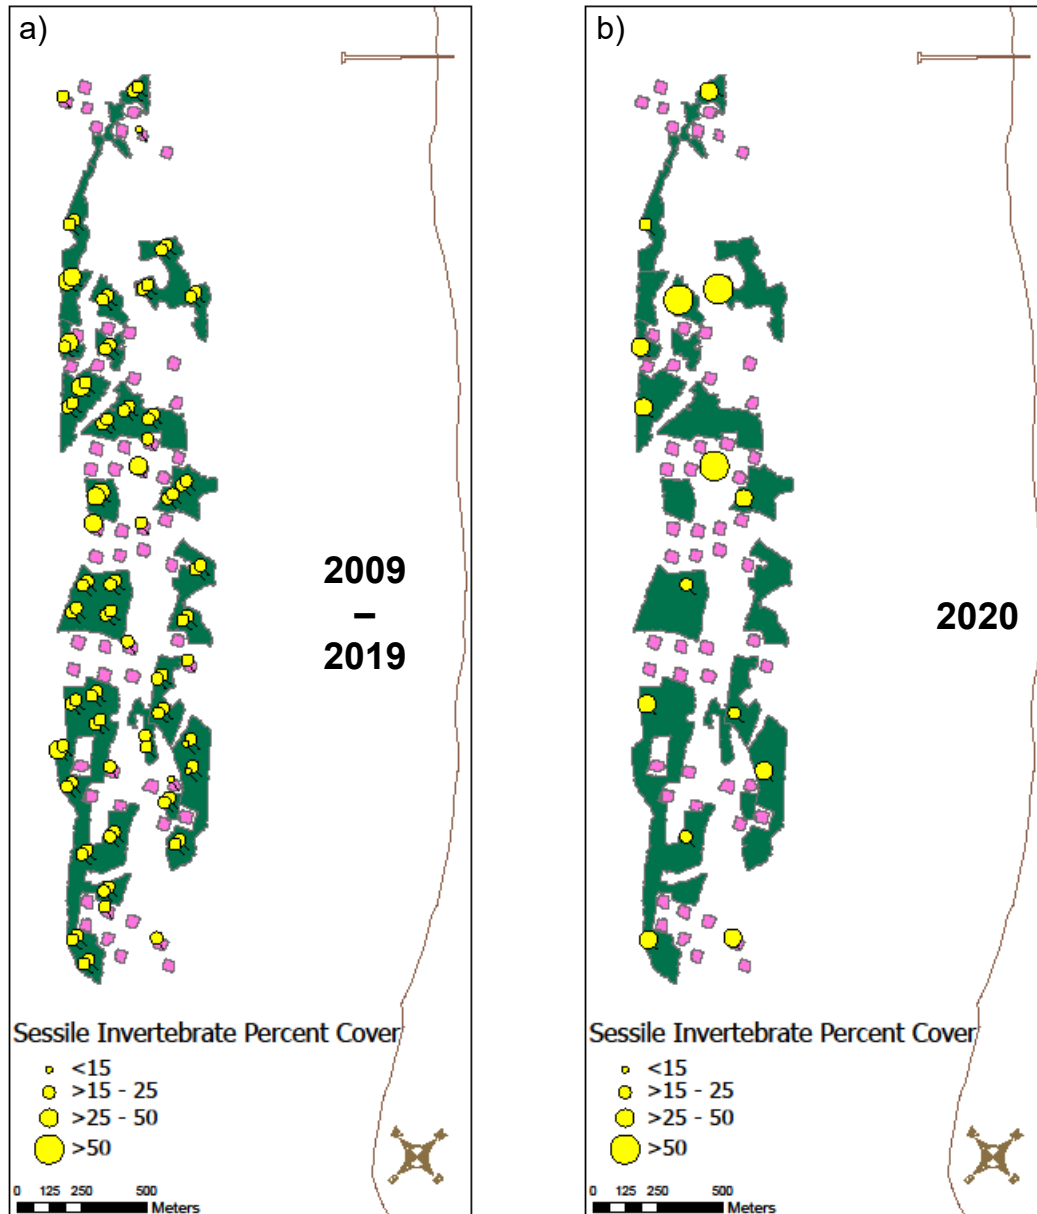 a)
2009
–
2019
Sessile Invertebrate Percent Cover
<15
>15 - 25
>25 - 50
>50
0 125 250 500
Meters
b)
2020
Sessile Invertebrate Percent Cover
<15
>15 - 25
>25 - 50
>50
0 125 250 500
Meters